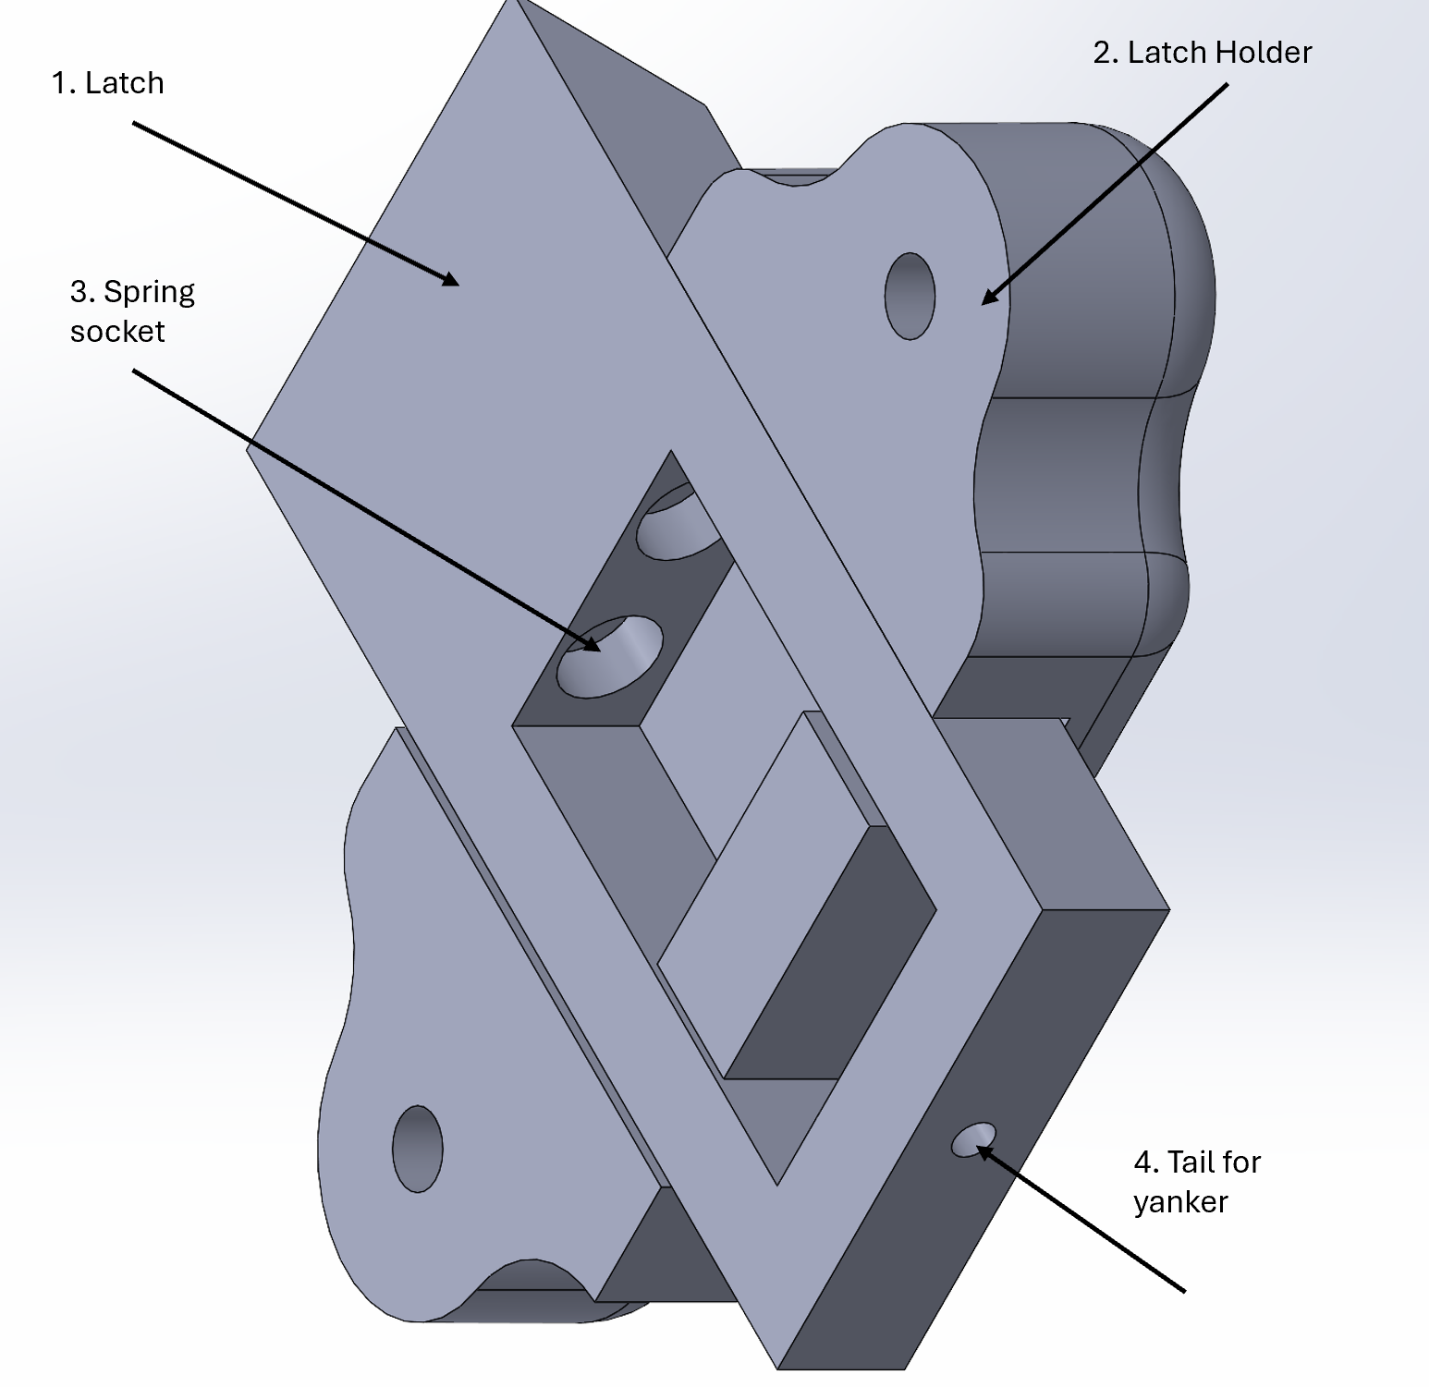 1. Latch
2. Latch Holder
3. Spring
socket
4. Tail for
yanker